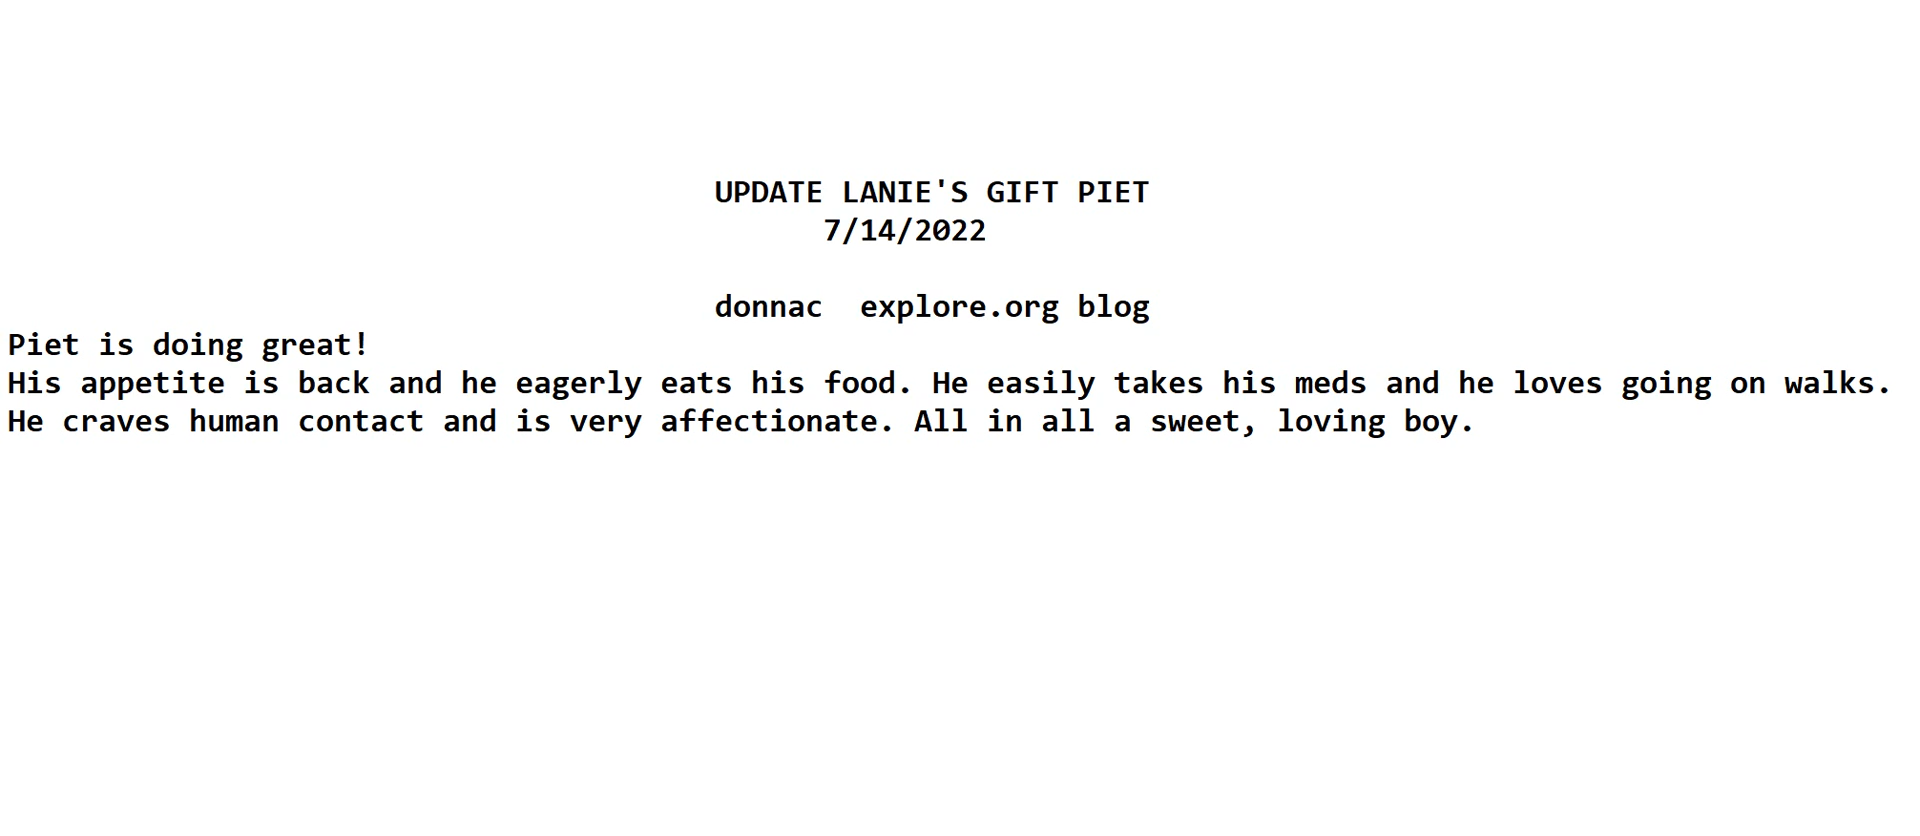 UPDATE LANIE'S GIFT PIET
7/14/2022
donnac  explore.org blog
Piet is doing great!
His appetite is back and he eagerly eats his food. He easily takes his meds and he loves going on walks.
He craves human contact and is very affectionate. All in all a sweet, loving boy.